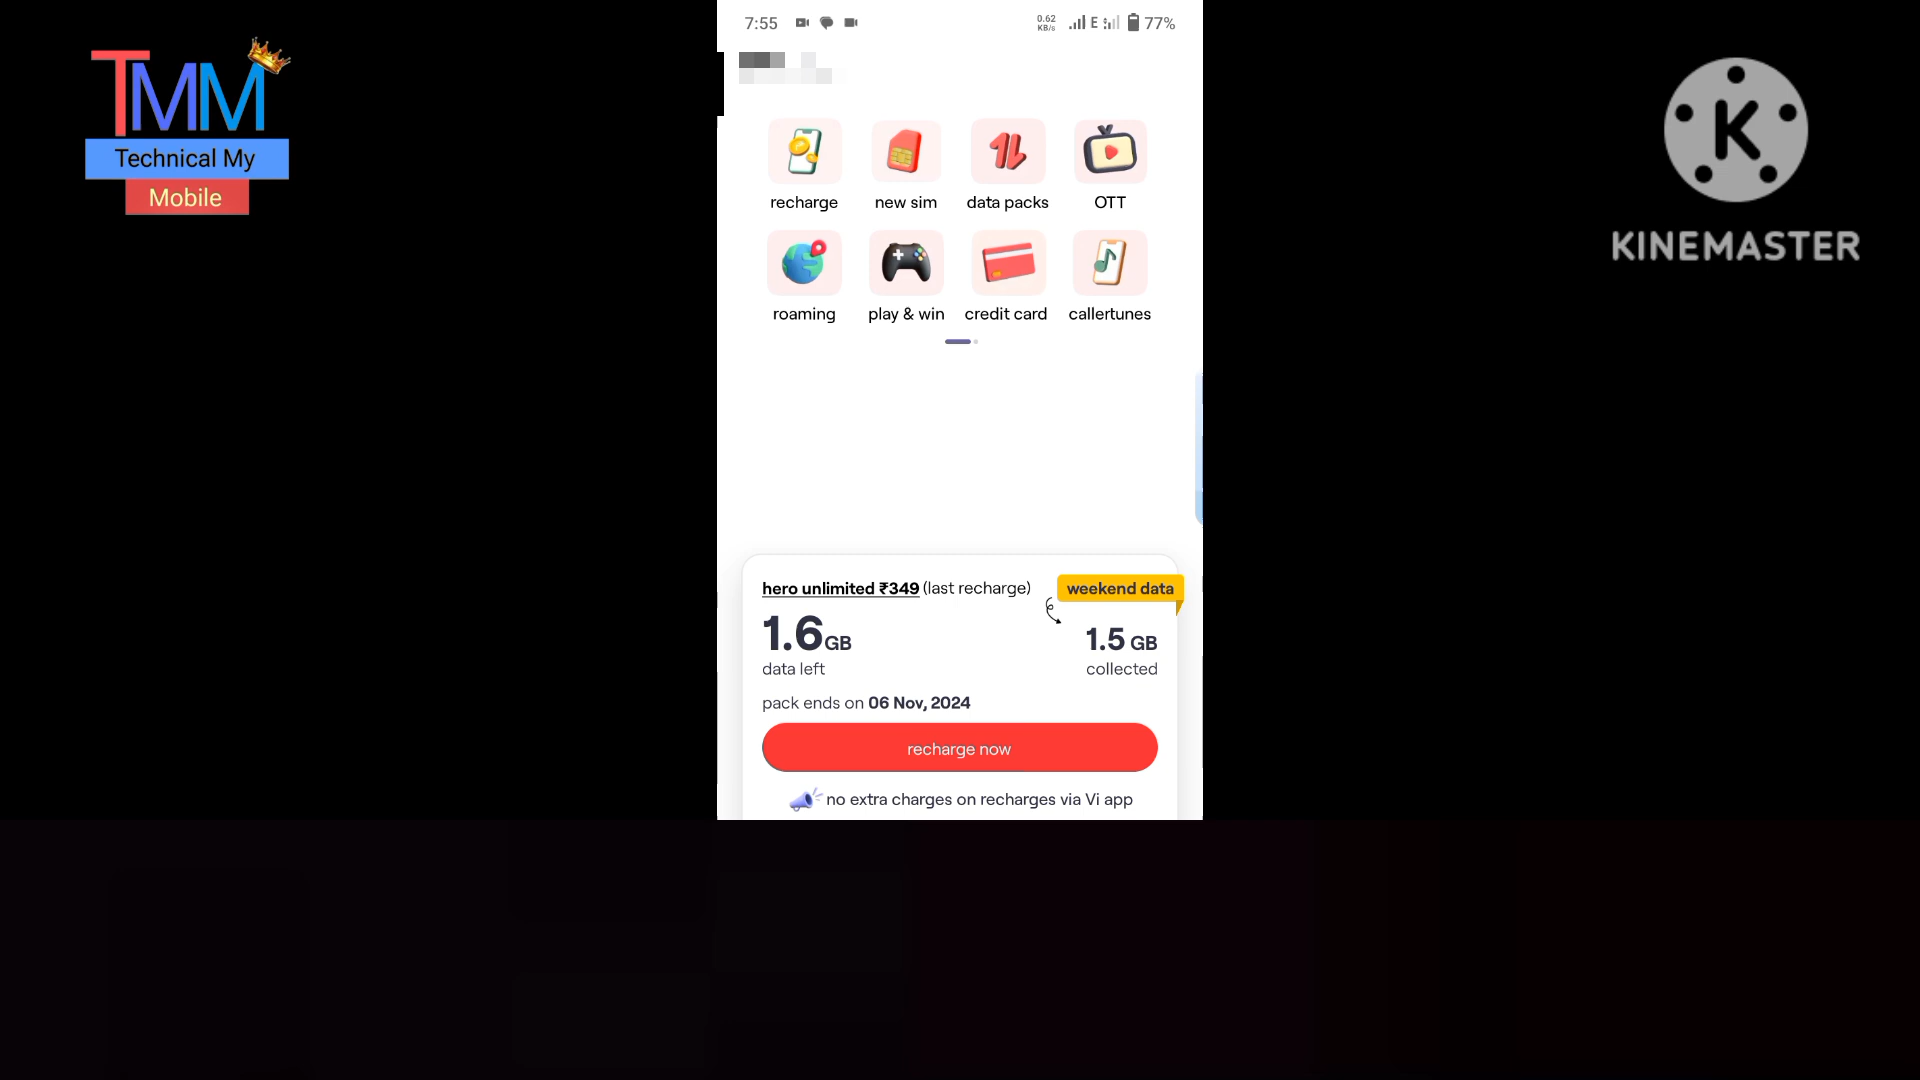 TMM
Technical My
Mobile
7:55
0.62
KB/s
E
77%
K
KINEMASTER
recharge
new sim
data packs
OTT
roaming
play & win
credit card
callertunes
hero unlimited ₹349 (last recharge)
weekend data
1.6 GB
1.5 GB
data left
collected
pack ends on 06 Nov, 2024
recharge now
no extra charges on recharges via Vi app